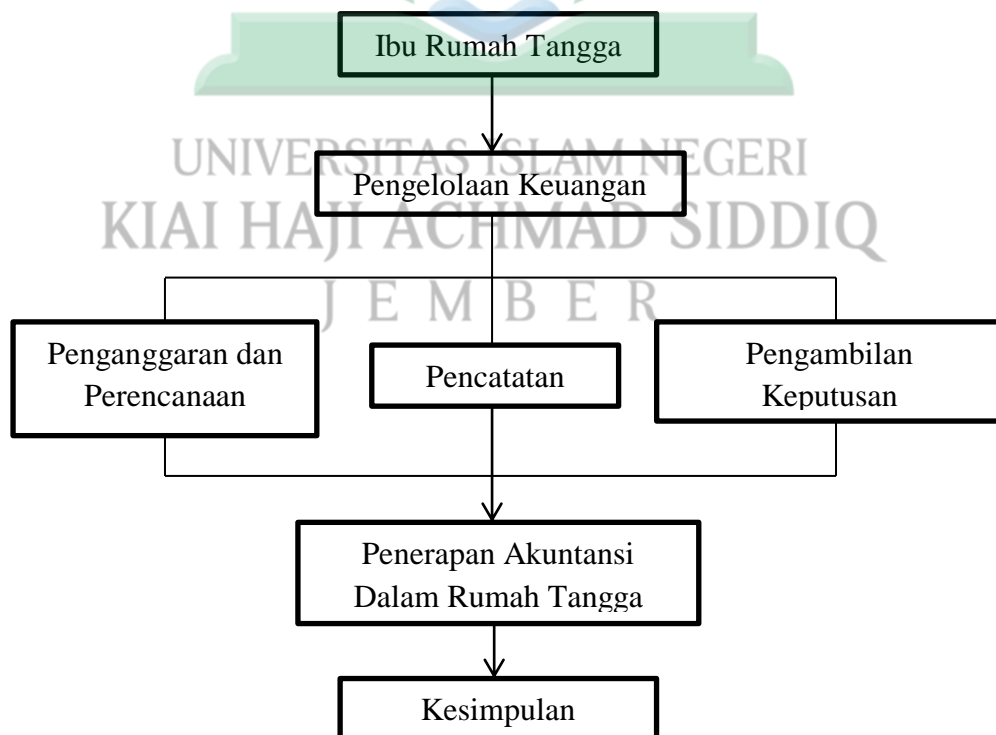 Ibu Rumah Tangga
UNIVERSITAS ISLAM NEGERI
Pengelolaan Keuangan
KIAI HAJI ACHMAD SIDDIQ
J E M B E R
Penganggaran dan
Perencanaan
Pencatatan
Pengambilan
Keputusan
Penerapan Akuntansi
Dalam Rumah Tangga
Kesimpulan